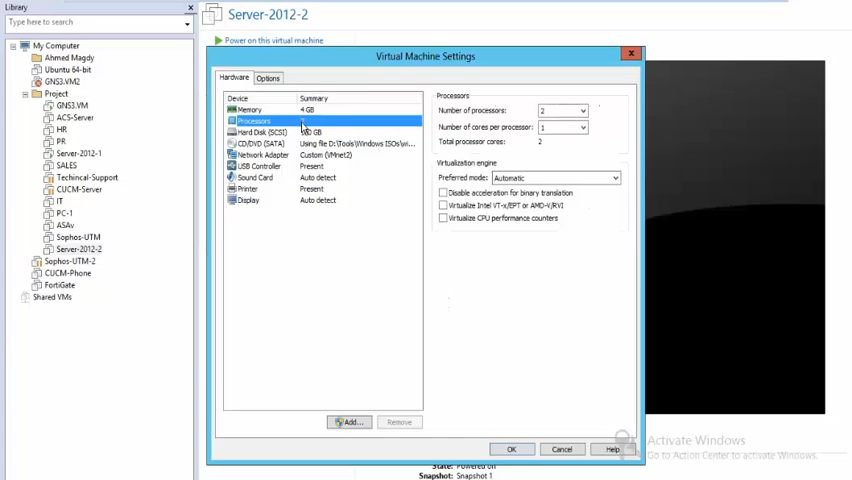 Library
Type here to search
My Computer
Ahmed Magdy
Ubuntu 64-bit
GNS3.VM2
Project
GNS3.VM
ACS-Server
HR
PR
Server-2012-1
SALES
Techincal-Support
CUCM-Server
IT
PC-1
ASAv
Sophos-UTM
Server-2012-2
Sophos-UTM-2
CUCM-Phone
FortiGate
Shared VMs
Server-2012-2
Power on this virtual machine
Virtual Machine Settings
Hardware
Options
Device Summary
Memory 4 GB
Processors
Hard Disk (SCSI) GB
CD/DVD (SATA) Using file D:\Tools\Windows ISOs\wi...
Network Adapter Custom (VMnet2)
USB Controller Present
Sound Card Auto detect
Printer Present
Display Auto detect
Add...
Remove
Processors
Number of processors: 2
Number of cores per processor: 1
Total processor cores: 2
Virtualization engine
Preferred mode: Automatic
Disable acceleration for binary translation
Virtualize Intel VT-x/EPT or AMD-V/RVI
Virtualize CPU performance counters
OK
Cancel
Help
Activate Windows
Go to Action Center to activate Windows.
State: Powered off
Snapshot: Snapshot 1